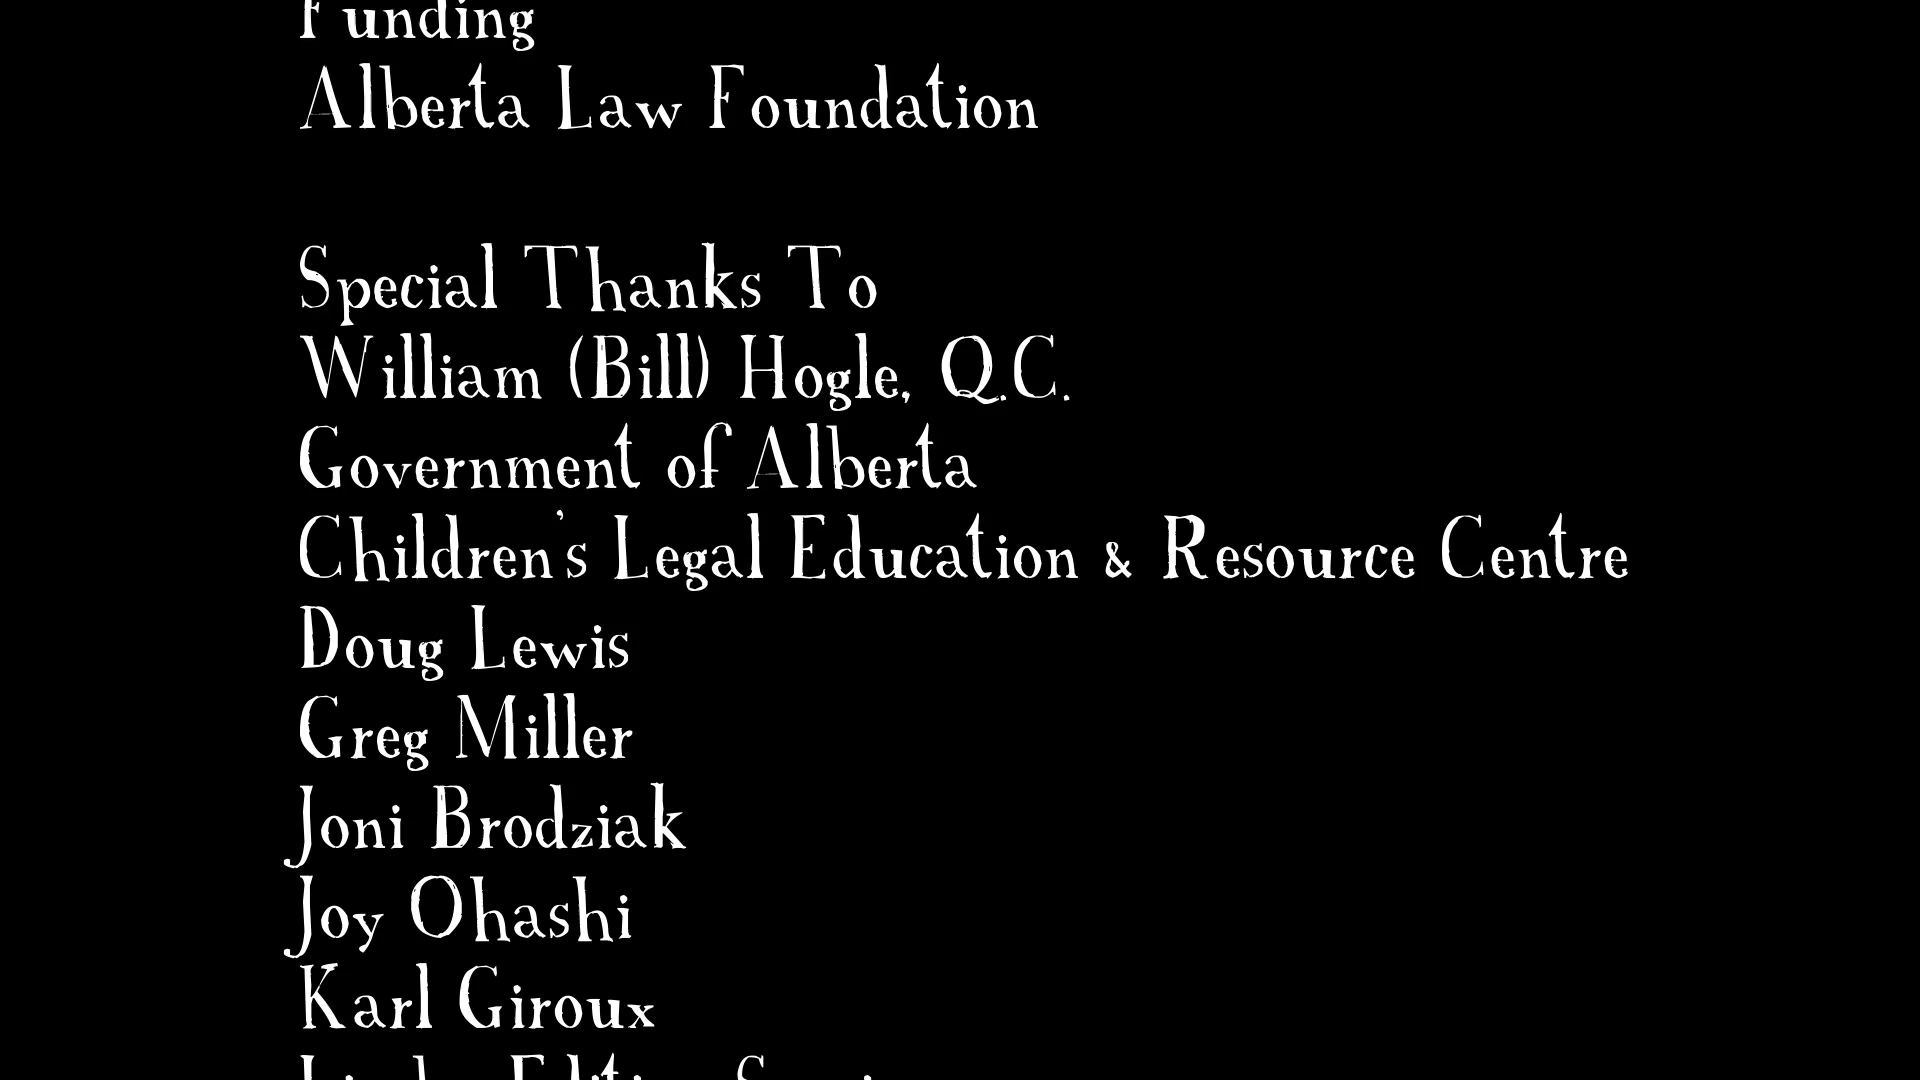 Funding
Alberta Law Foundation
Special Thanks To
William (Bill) Hogle, Q.C.
Government of Alberta
Children's Legal Education & Resource Centre
Doug Lewis
Greg Miller
Joni Brodziak
Joy Ohashi
Karl Giroux